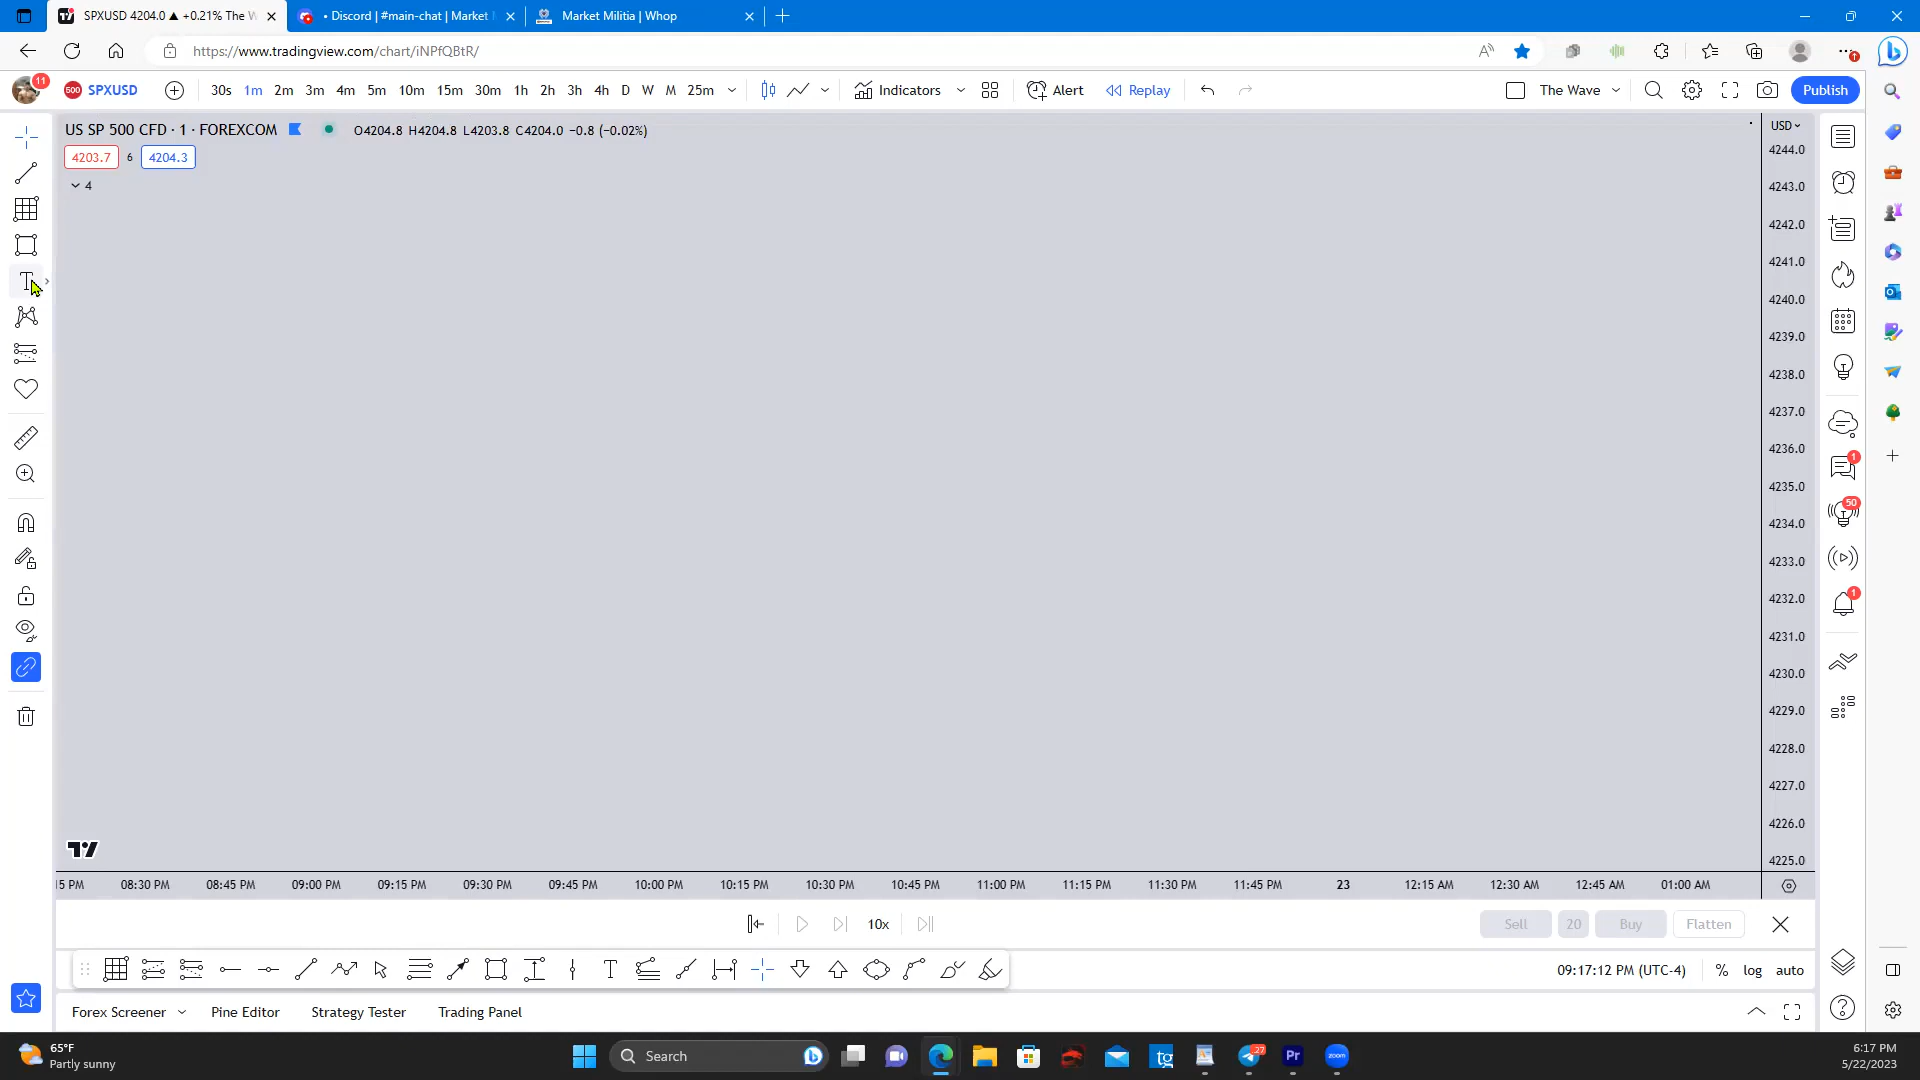 SPXUSD 4204.0 ▲ +0.21% The W
• Discord | #main-chat | Market
Market Militia | Whop
https://www.tradingview.com/chart/iNPfQBtR/
11
500 SPXUSD
30s 1m 2m 3m 4m 5m 10m 15m 30m 1h 2h 3h 4h D W M 25m
Indicators
Alert
Replay
The Wave
Publish
US SP 500 CFD · 1 · FOREXCOM
O4204.8 H4204.8 L4203.8 C4204.0 −0.8 (−0.02%)
USD
4203.7 6 4204.3
4
4244.0
4243.0
4242.0
4241.0
4240.0
4239.0
4238.0
4237.0
4236.0
4235.0
4234.0
4233.0
4232.0
4231.0
4230.0
4229.0
4228.0
4227.0
4226.0
4225.0
1
50
1
15 PM 08:30 PM 08:45 PM 09:00 PM 09:15 PM 09:30 PM 09:45 PM 10:00 PM 10:15 PM 10:30 PM 10:45 PM 11:00 PM 11:15 PM 11:30 PM 11:45 PM 23 12:15 AM 12:30 AM 12:45 AM 01:00 AM
10x
Sell 20 Buy Flatten
09:17:12 PM (UTC-4) % log auto
Forex Screener Pine Editor Strategy Tester Trading Panel
65°F
Partly sunny
Search
tg
27
Pr
zoom
6:17 PM
5/22/2023